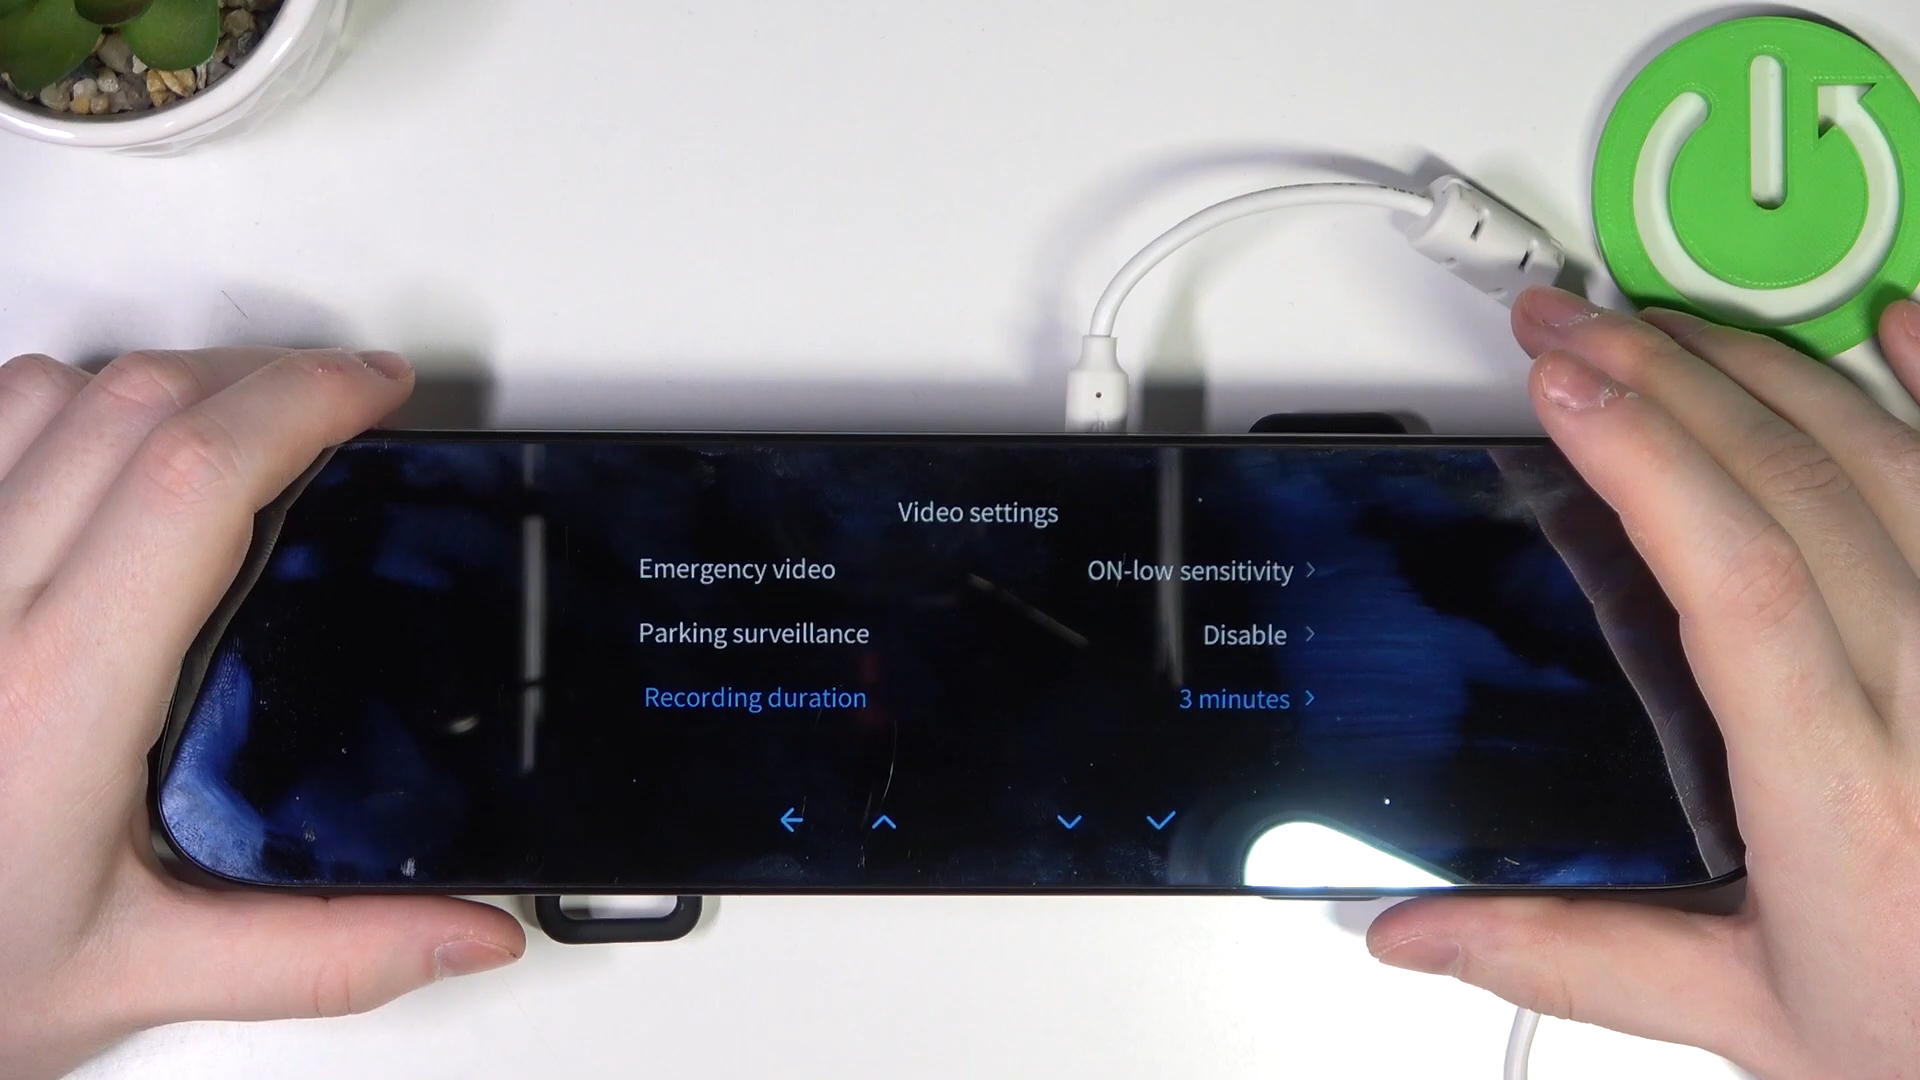 Video settings
Emergency video ON-low sensitivity >
Parking surveillance Disable >
Recording duration 3 minutes >